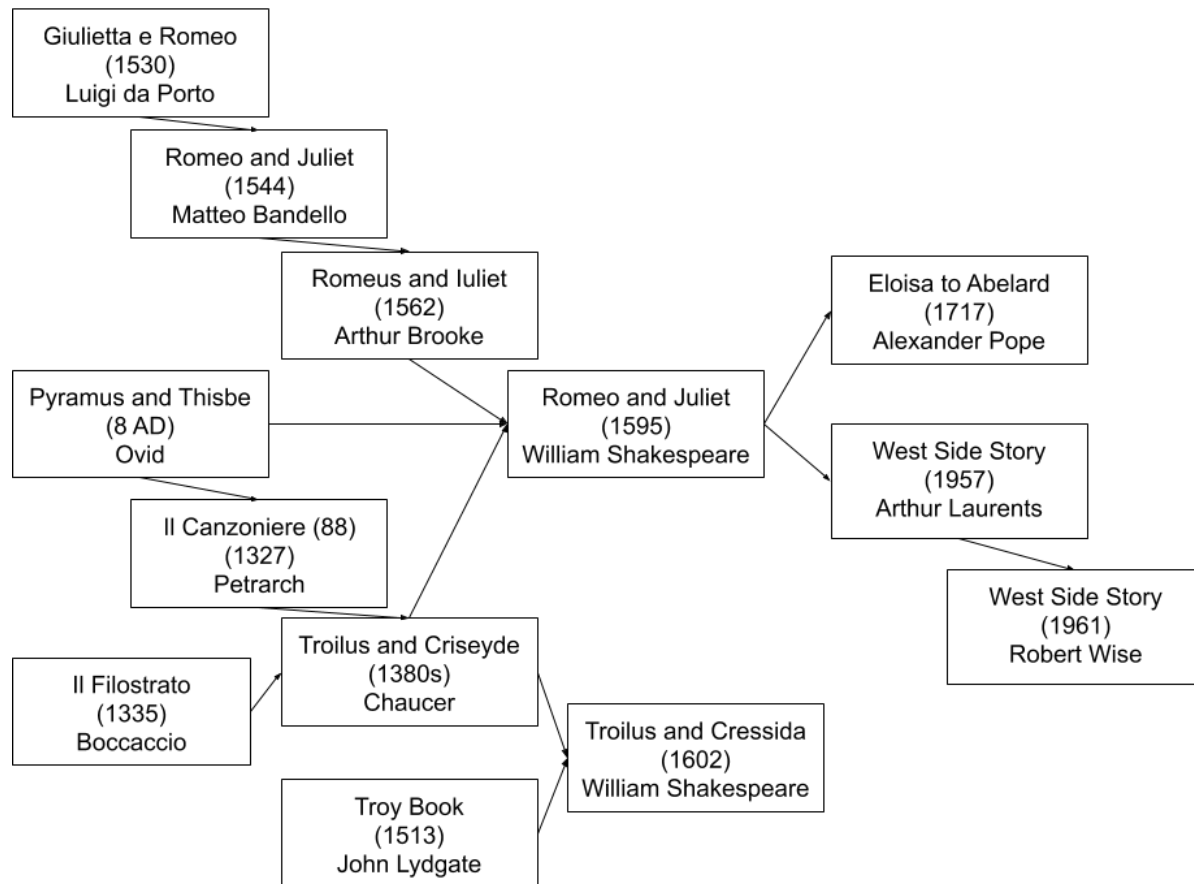 Giulietta e Romeo
(1530)
Luigi da Porto
Romeo and Juliet
(1544)
Matteo Bandello
Romeus and Iuliet
(1562)
Arthur Brooke
Eloisa to Abelard
(1717)
Alexander Pope
Pyramus and Thisbe
(8 AD)
Ovid
Romeo and Juliet
(1595)
William Shakespeare
West Side Story
(1957)
Arthur Laurents
Il Canzoniere (88)
(1327)
Petrarch
West Side Story
(1961)
Robert Wise
Troilus and Criseyde
(1380s)
Chaucer
Il Filostrato
(1335)
Boccaccio
Troilus and Cressida
(1602)
William Shakespeare
Troy Book
(1513)
John Lydgate